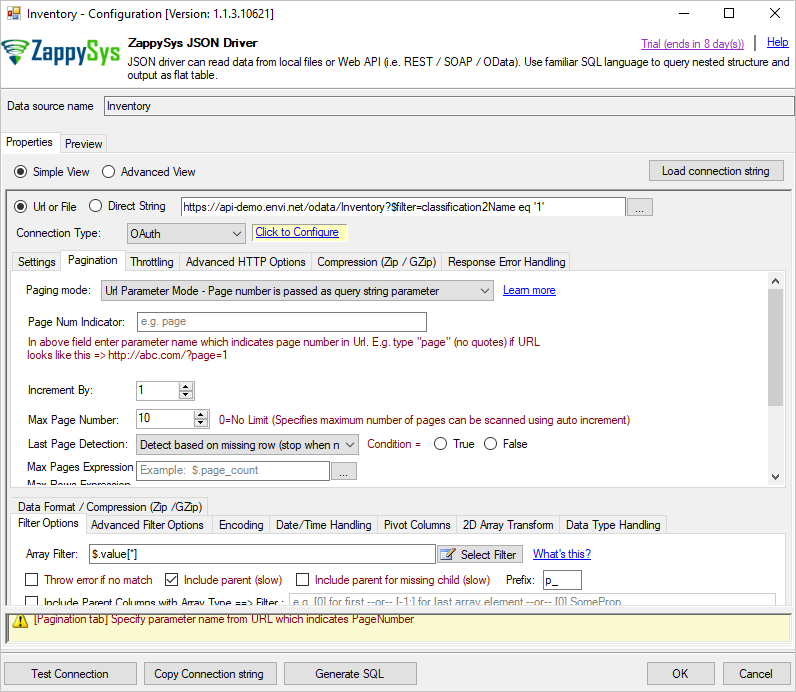 Inventory - Configuration [Version: 1.1.3.10621]
ZappySys
ZappySys JSON Driver
Trial (ends in 8 day(s))
Help
JSON driver can read data from local files or Web API (i.e. REST / SOAP / OData). Use familiar SQL language to query nested structure and
output as flat table.
Data source name
Inventory
Properties
Preview
Simple View
Advanced View
Load connection string
Url or File
Direct String
https://api-demo.envi.net/odata/Inventory?$filter=classification2Name eq '1'
...
Connection Type:
OAuth
Click to Configure
Settings
Pagination
Throttling
Advanced HTTP Options
Compression (Zip / GZip)
Response Error Handling
Paging mode:
Url Parameter Mode - Page number is passed as query string parameter
Learn more
Page Num Indicator:
e.g. page
In above field enter parameter name which indicates page number in Url. E.g. type "page" (no quotes) if URL
looks like this => http://abc.com/?page=1
Increment By:
1
Max Page Number:
10
0=No Limit (Specifies maximum number of pages can be scanned using auto increment)
Last Page Detection:
Detect based on missing row (stop when n
Condition =
True
False
Max Pages Expression
Example: $.page_count
...
Max Rows Expression
Data Format / Compression (Zip /GZip)
Filter Options
Advanced Filter Options
Encoding
Date/Time Handling
Pivot Columns
2D Array Transform
Data Type Handling
Array Filter:
$.value[*]
Select Filter
What's this?
Throw error if no match
Include parent (slow)
Include parent for missing child (slow)
Prefix:
p_
Include Parent Columns with Array Type ==> Filter :
e.g. [0] for first --or-- [-1:] for last array element --or-- [0].SomeProp
[Pagination tab] Specify parameter name from URL which indicates PageNumber
Test Connection
Copy Connection string
Generate SQL
OK
Cancel